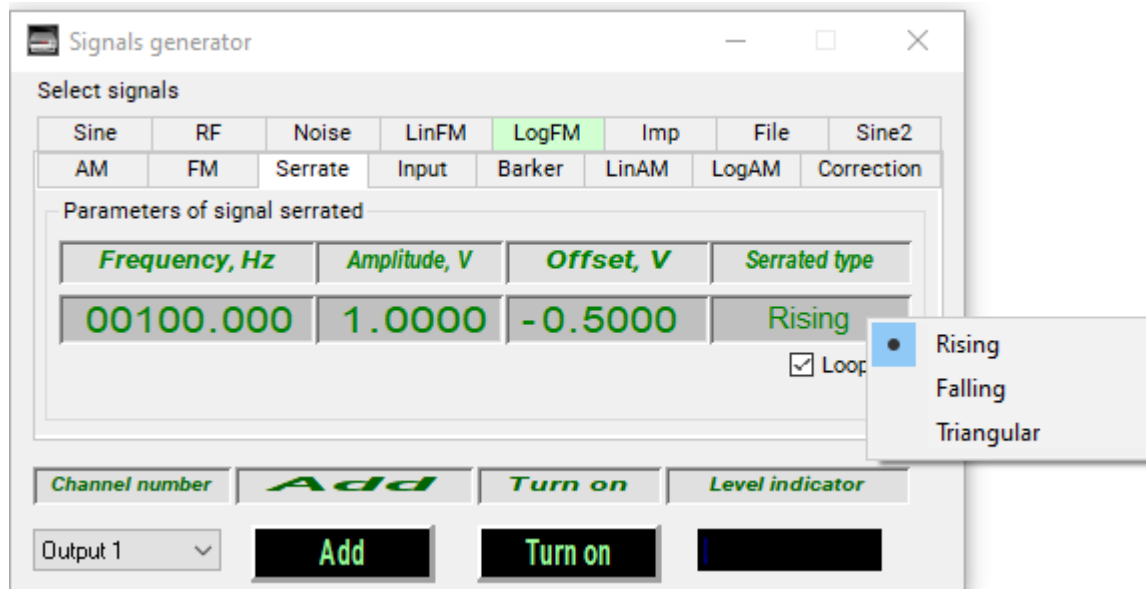 Signals generator
Select signals
Sine RF Noise LinFM LogFM Imp File Sine2
AM FM Serrate Input Barker LinAM LogAM Correction
Parameters of signal serrated
Frequency, Hz Amplitude, V Offset, V Serrated type
00100.000 1.0000 -0.5000 Rising
Loop
Rising
Falling
Triangular
Channel number Add Turn on Level indicator
Output 1 Add Turn on